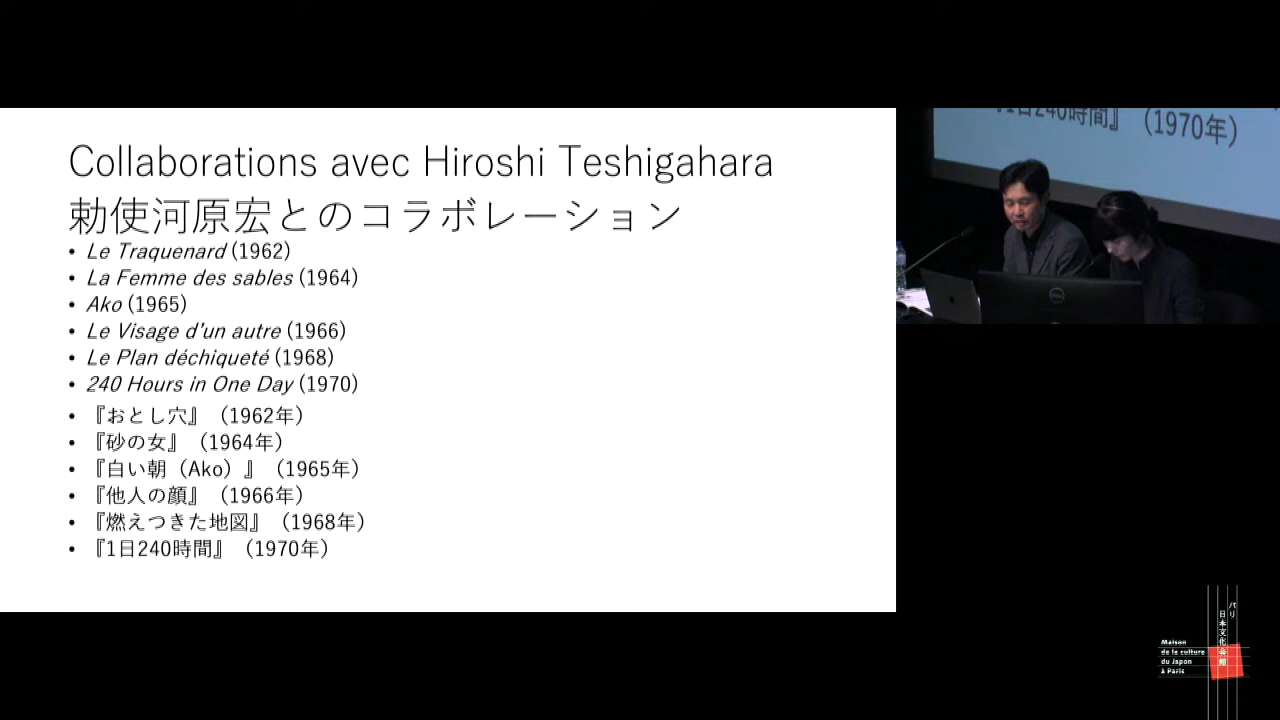 Collaborations avec Hiroshi Teshigahara
勅使河原宏とのコラボレーション
• Le Traquenard (1962)
• La Femme des sables (1964)
• Ako (1965)
• Le Visage d'un autre (1966)
• Le Plan déchiqueté (1968)
• 240 Hours in One Day (1970)
• 『おとし穴』（1962年）
• 『砂の女』（1964年）
• 『白い朝（Ako）』（1965年）
• 『他人の顔』（1966年）
• 『燃えつきた地図』（1968年）
• 『1日240時間』（1970年）
『1日240時間』（1970年）
DELL
パリ
日本文化会館
Maison
de la culture
du Japon
à Paris